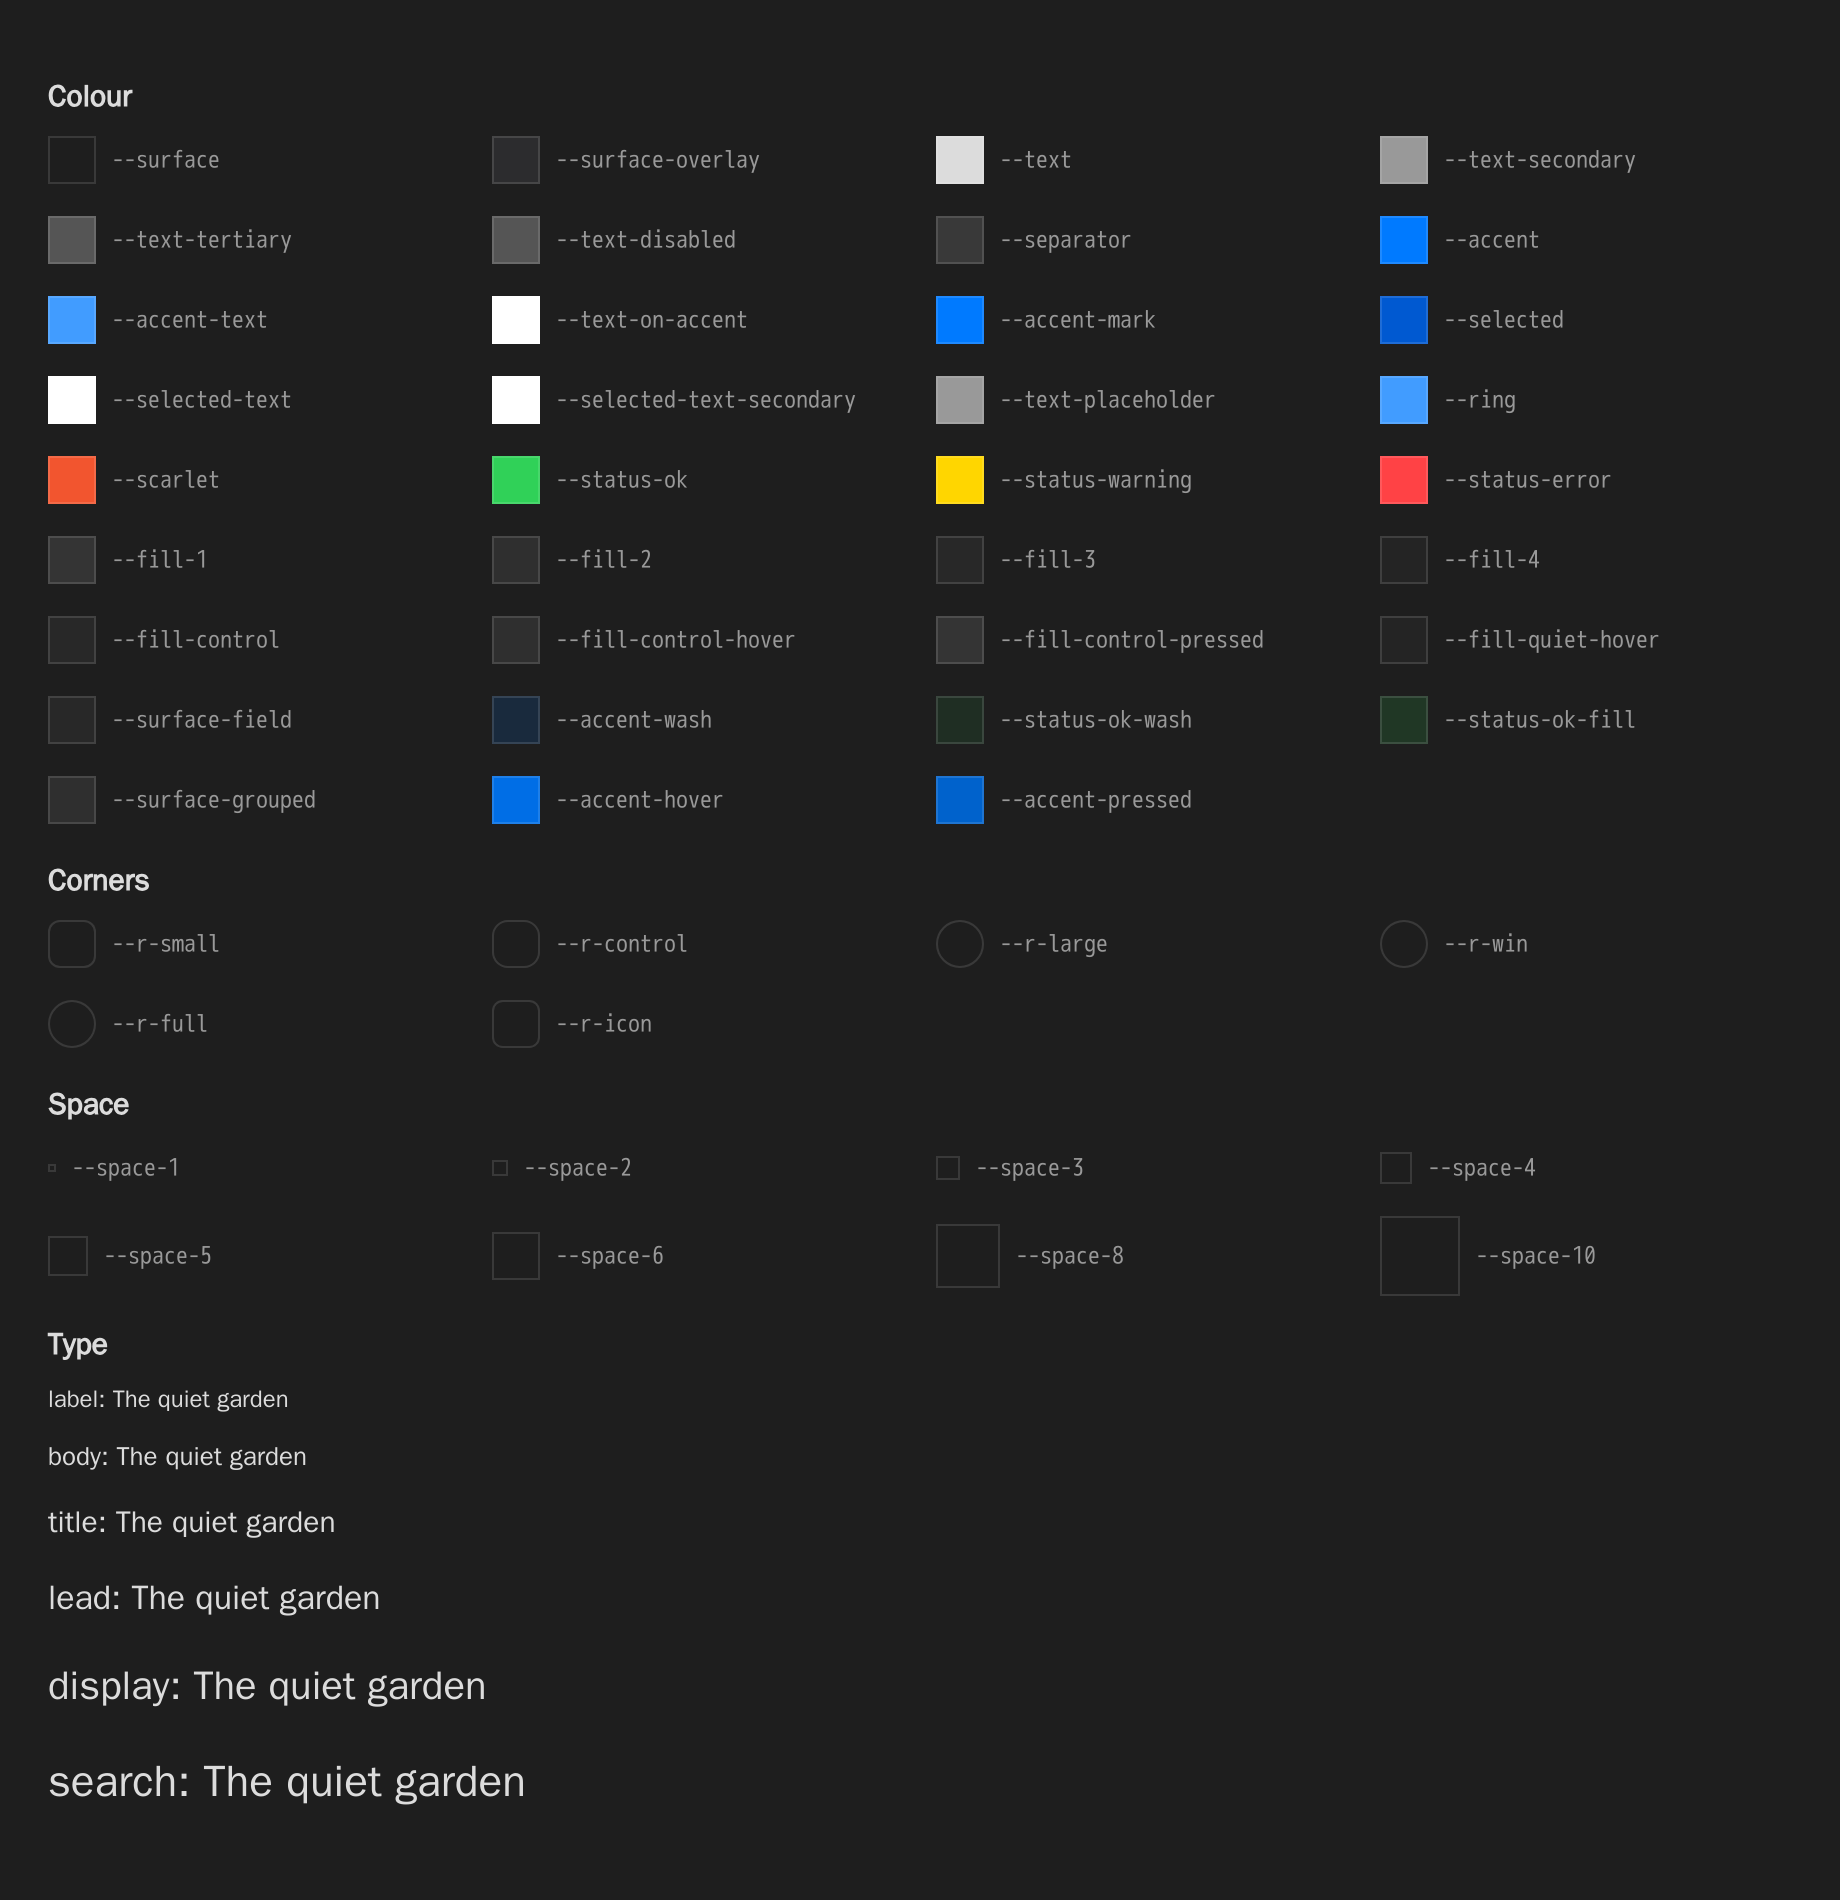 Colour
--surface --surface-overlay --text --text-secondary
--text-tertiary --text-disabled --separator --accent
--accent-text --text-on-accent --accent-mark --selected
--selected-text --selected-text-secondary --text-placeholder --ring
--scarlet --status-ok --status-warning --status-error
--fill-1 --fill-2 --fill-3 --fill-4
--fill-control --fill-control-hover --fill-control-pressed --fill-quiet-hover
--surface-field --accent-wash --status-ok-wash --status-ok-fill
--surface-grouped --accent-hover --accent-pressed
Corners
--r-small --r-control --r-large --r-win
--r-full --r-icon
Space
--space-1 --space-2 --space-3 --space-4
--space-5 --space-6 --space-8 --space-10
Type
label: The quiet garden
body: The quiet garden
title: The quiet garden
lead: The quiet garden
display: The quiet garden
search: The quiet garden